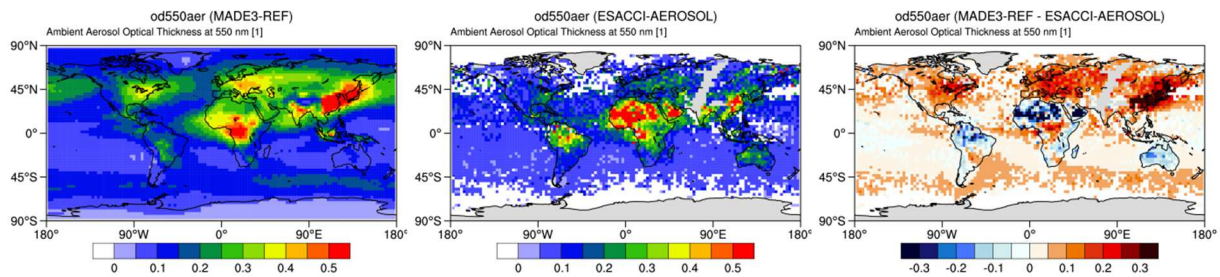 od550aer (MADE3-REF)
Ambient Aerosol Optical Thickness at 550 nm [1]
90°N
45°N
0°
45°S
90°S
180° 90°W 0° 90°E 180°
0 0.1 0.2 0.3 0.4 0.5
od550aer (ESACCI-AEROSOL)
Ambient Aerosol Optical Thickness at 550 nm [1]
90°N
45°N
0°
45°S
90°S
180° 90°W 0° 90°E 180°
0 0.1 0.2 0.3 0.4 0.5
od550aer (MADE3-REF - ESACCI-AEROSOL)
Ambient Aerosol Optical Thickness at 550 nm [1]
90°N
45°N
0°
45°S
90°S
180° 90°W 0° 90°E 180°
-0.3 -0.2 -0.1 0 0.1 0.2 0.3